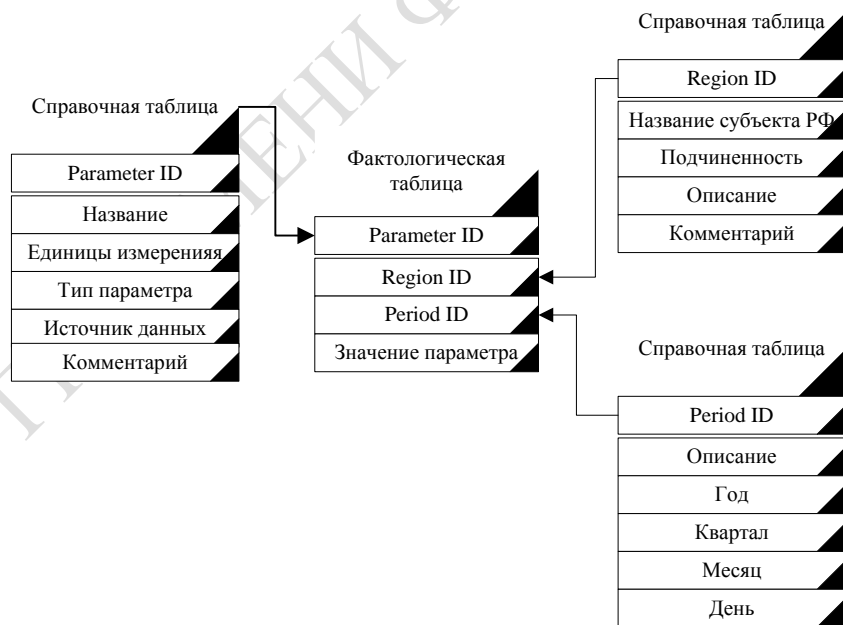 Справочная таблица
Parameter ID
Название
Единицы измеренияя
Тип параметра
Источник данных
Комментарий
Фактологическая
таблица
Parameter ID
Region ID
Period ID
Значение параметра
Справочная таблица
Region ID
Название субъекта РФ
Подчиненность
Описание
Комментарий
Справочная таблица
Period ID
Описание
Год
Квартал
Месяц
День